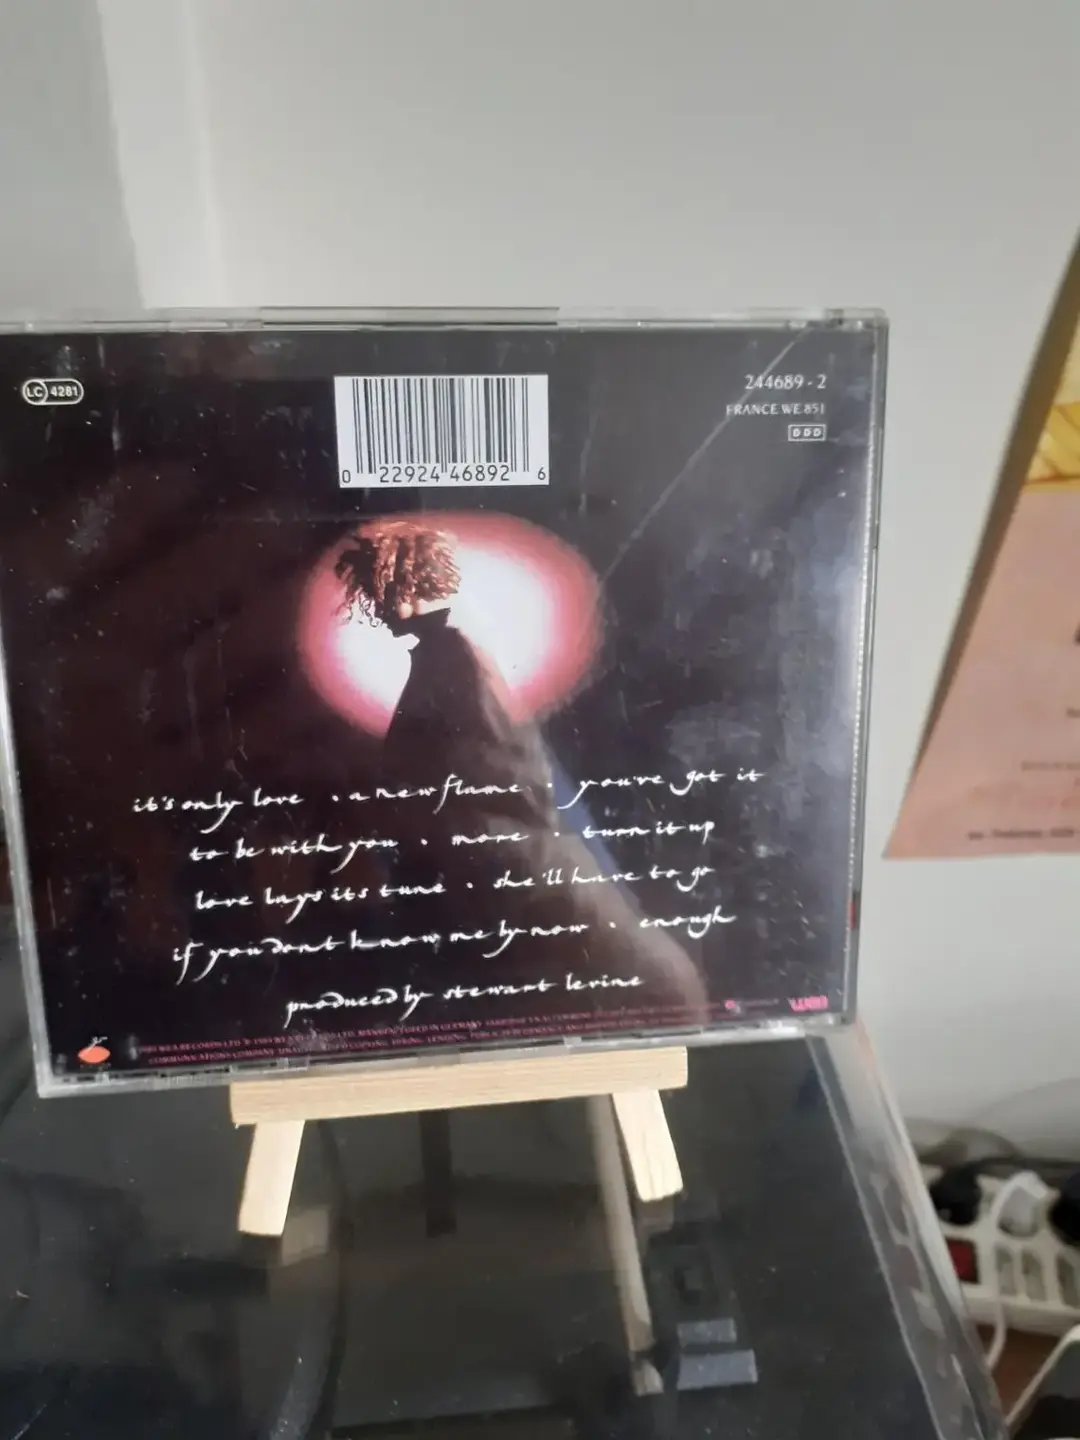 LC 4281
244689-2
FRANCE WE 851
DDD
0 22924 46892 6
it's only love · a new flame · you've got it
to be with you · more · turn it up
love lays its tune · she'll have to go
if you don't know me by now · enough
produced by stewart levine